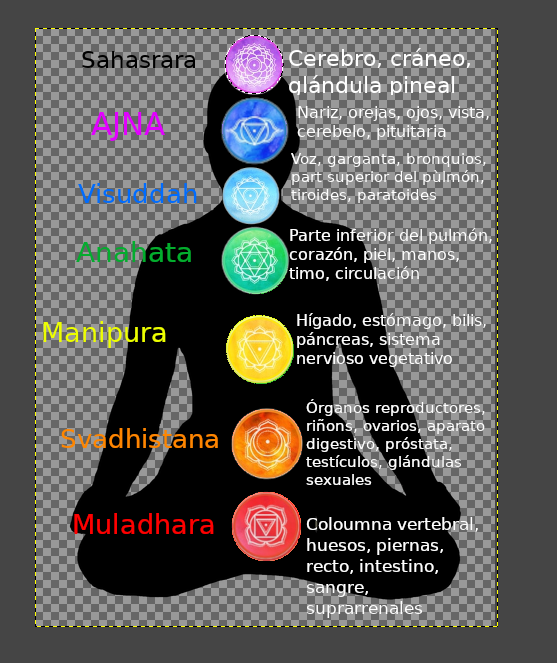 Sahasrara
Cerebro, cráneo,
glándula pineal
AJNA
Nariz, orejas, ojos, vista,
cerebelo, pituitaria
Visuddah
Voz, garganta, bronquios,
part superior del pùlmón,
tiroides, paratoides
Anahata
Parte inferior del pulmón,
corazón, piel, manos,
timo, circulación
Manipura
Hígado, estómago, bilis,
páncreas, sistema
nervioso vegetativo
Svadhistana
Órganos reproductores,
riñons, ovarios, aparato
digestivo, próstata,
testículos, glándulas
sexuales
Muladhara
Coloumna vertebral,
huesos, piernas,
recto, intestino,
sangre,
suprarrenales